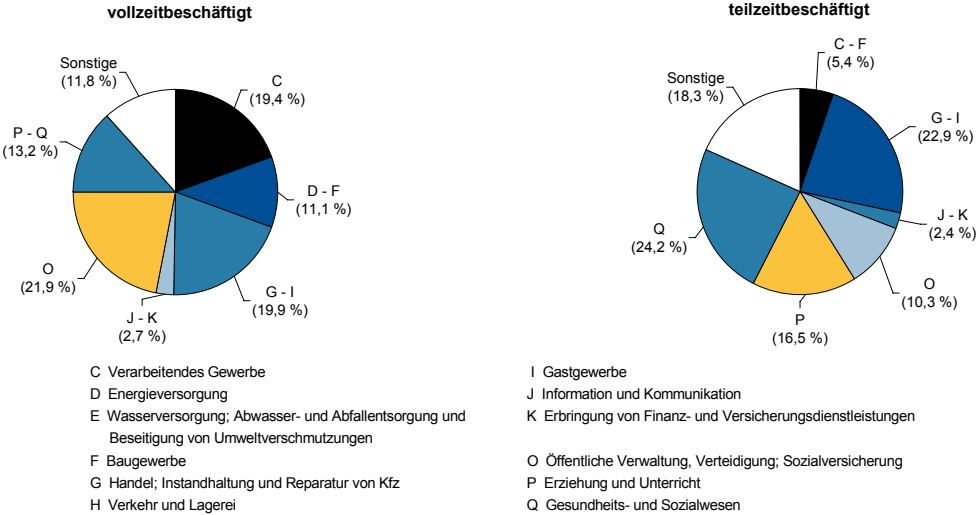 vollzeitbeschäftigt
Sonstige
(11,8 %)
C
(19,4 %)
P - Q
(13,2 %)
D - F
(11,1 %)
O
(21,9 %)
J - K
(2,7 %)
G - I
(19,9 %)
teilzeitbeschäftigt
C - F
(5,4 %)
Sonstige
(18,3 %)
G - I
(22,9 %)
J - K
(2,4 %)
Q
(24,2 %)
O
(10,3 %)
P
(16,5 %)
C Verarbeitendes Gewerbe
D Energieversorgung
E Wasserversorgung; Abwasser- und Abfallentsorgung und
Beseitigung von Umweltverschmutzungen
F Baugewerbe
G Handel; Instandhaltung und Reparatur von Kfz
H Verkehr und Lagerei
I Gastgewerbe
J Information und Kommunikation
K Erbringung von Finanz- und Versicherungsdienstleistungen
O Öffentliche Verwaltung, Verteidigung; Sozialversicherung
P Erziehung und Unterricht
Q Gesundheits- und Sozialwesen